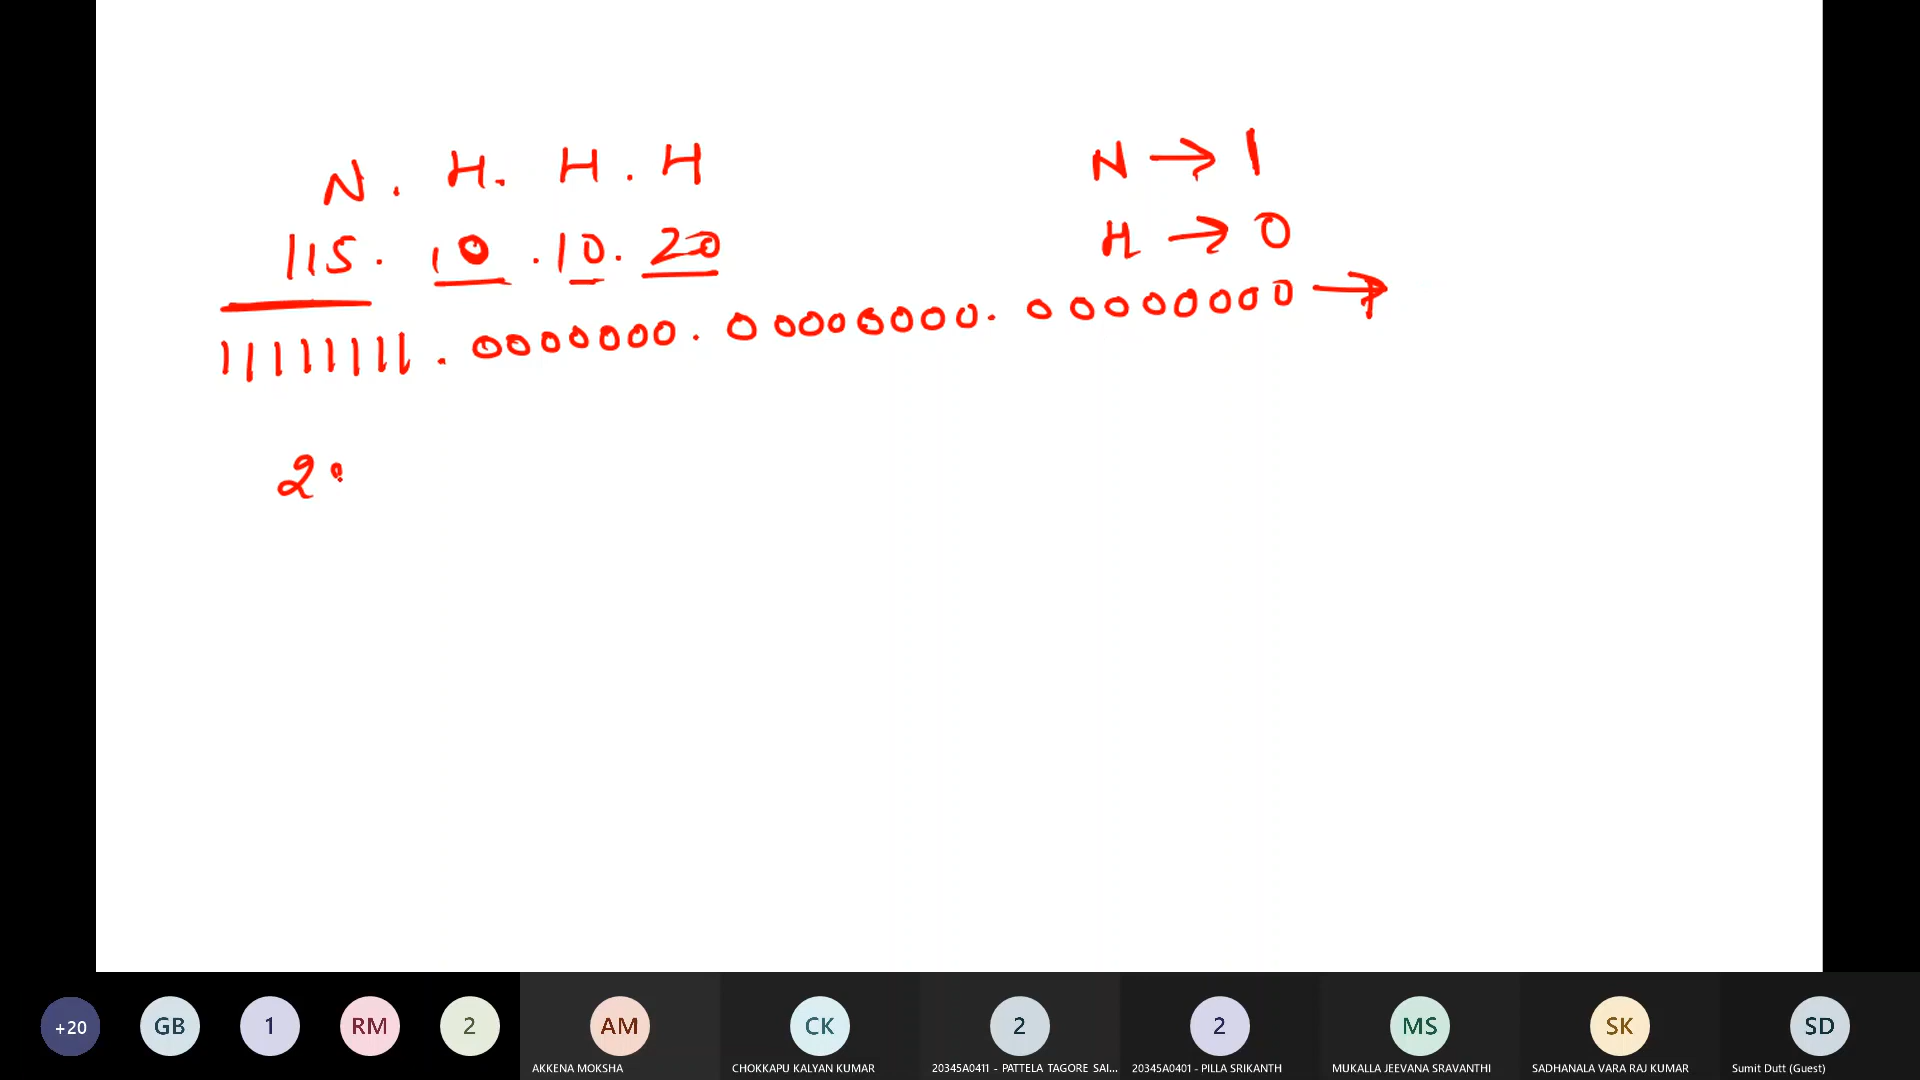 N. H. H. H
115. 10.10.20
11111111.0000000.000000000.00000000→
2
N → 1
H → 0
+20
GB
1
RM
2
AM
AKKENA MOKSHA
CK
CHOKKAPU KALYAN KUMAR
2
20345A0411 - PATTELA TAGORE SAI...
2
20345A0401 - PILLA SRIKANTH
MS
MUKALLA JEEVANA SRAVANTHI
SK
SADHANALA VARA RAJ KUMAR
SD
Sumit Dutt (Guest)